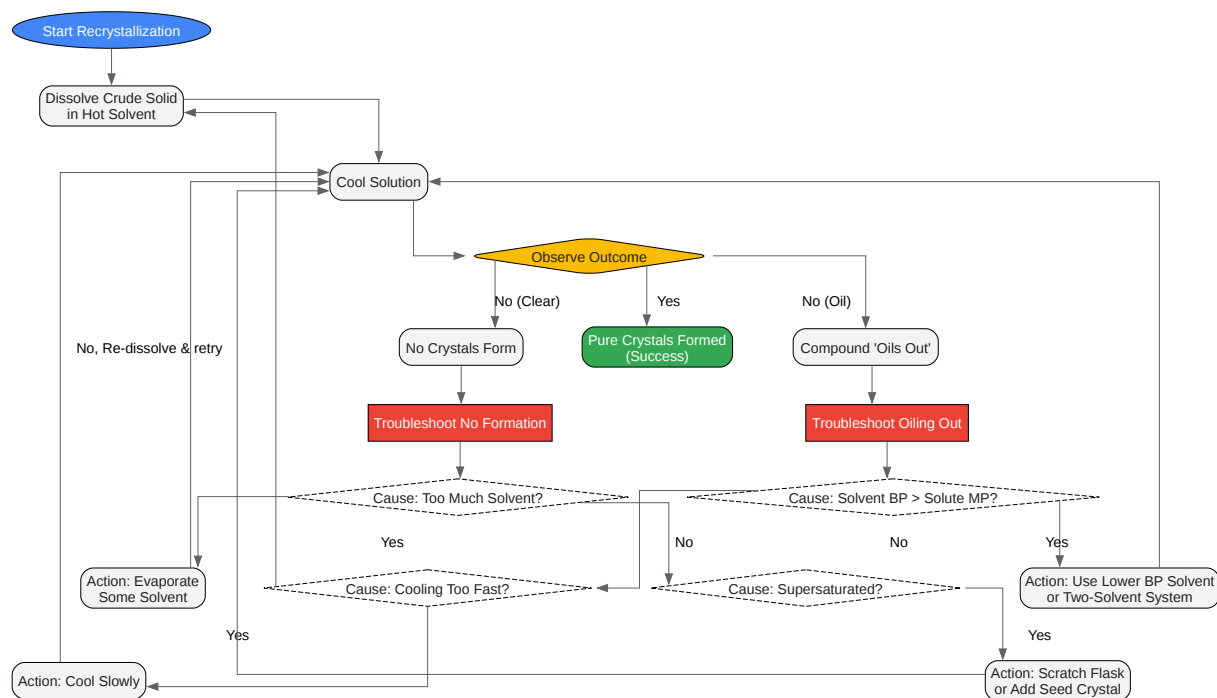 Start Recrystallization
Dissolve Crude Solid
in Hot Solvent
Cool Solution
Observe Outcome
No (Clear)
Yes
No (Oil)
No, Re-dissolve & retry
No Crystals Form
Pure Crystals Formed
(Success)
Compound 'Oils Out'
Troubleshoot No Formation
Troubleshoot Oiling Out
Cause: Too Much Solvent?
Cause: Solvent BP > Solute MP?
Yes
No
No
Yes
Action: Evaporate
Some Solvent
Cause: Cooling Too Fast?
Cause: Supersaturated?
Action: Use Lower BP Solvent
or Two-Solvent System
Yes
Yes
Action: Cool Slowly
Action: Scratch Flask
or Add Seed Crystal